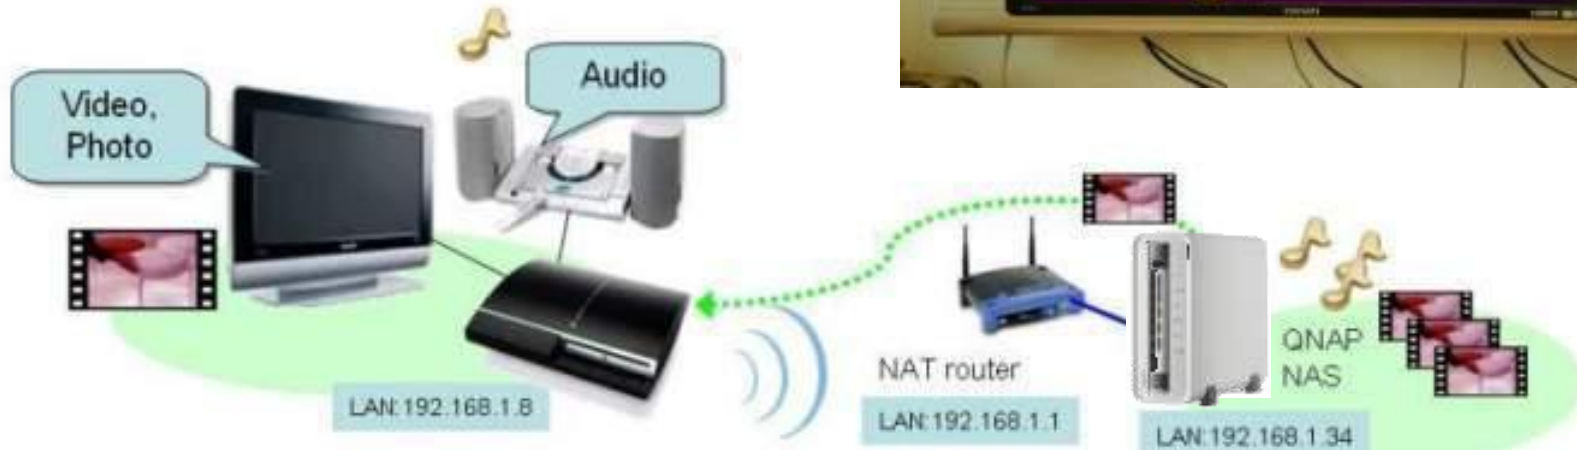 Audio
Video,
Photo
QNAP
NAS
NAT router
LAN:192.168.1.8
LAN:192.168.1.1
LAN:192.168.1.34